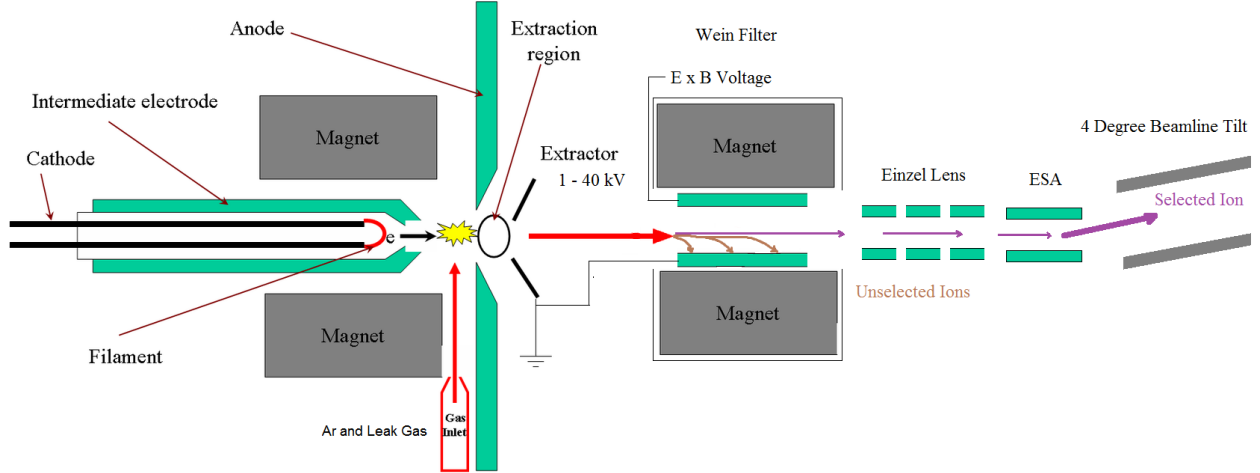 Anode
Extraction
region
Wein Filter
E x B Voltage
Intermediate electrode
Cathode
Magnet
Extractor
1 - 40 kV
Magnet
4 Degree Beamline Tilt
Einzel Lens
ESA
Selected Ion
e
Unselected Ions
Magnet
Magnet
Filament
Ar and Leak Gas
Gas
Inlet